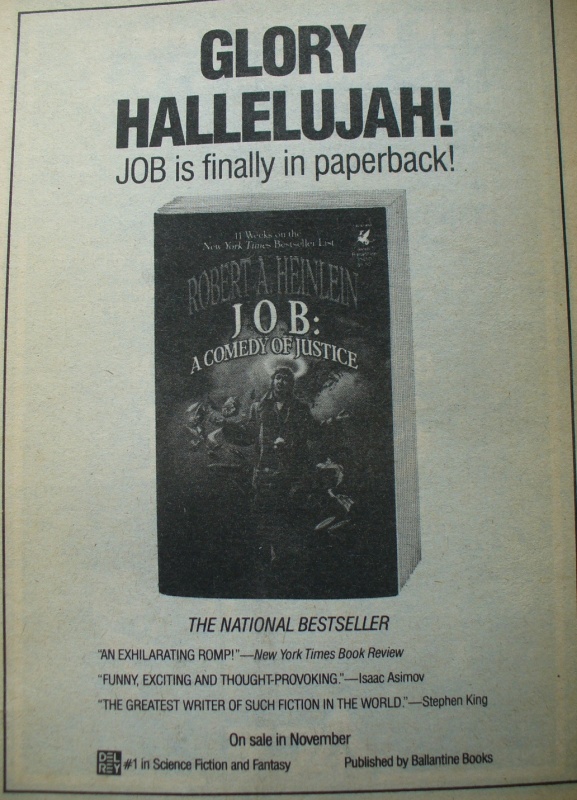 GLORY
HALLELUJAH!
JOB is finally in paperback!
11 Weeks on the
New York Times Bestseller List
ROBERT A. HEINLEIN
JOB:
A COMEDY OF JUSTICE
THE NATIONAL BESTSELLER
"AN EXHILARATING ROMP!"—New York Times Book Review
"FUNNY, EXCITING AND THOUGHT-PROVOKING."—Isaac Asimov
"THE GREATEST WRITER OF SUCH FICTION IN THE WORLD."—Stephen King
On sale in November
DEL REY #1 in Science Fiction and Fantasy Published by Ballantine Books